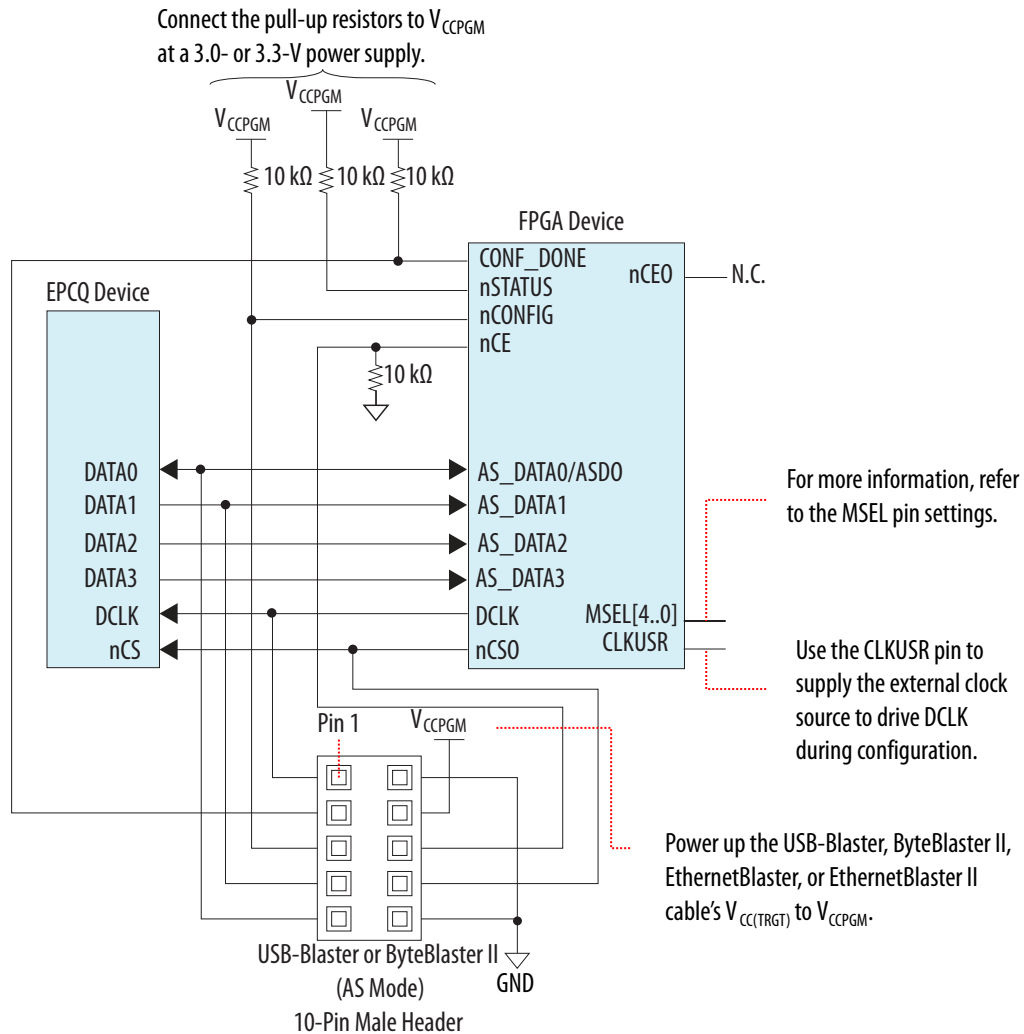 Connect the pull-up resistors to VCCPGM
at a 3.0- or 3.3-V power supply.
VCCPGM
VCCPGM
VCCPGM
10 kΩ
10 kΩ
10 kΩ
FPGA Device
CONF_DONE
nSTATUS
nCONFIG
nCE
nCEO
N.C.
EPCQ Device
10 kΩ
DATA0
DATA1
DATA2
DATA3
DCLK
nCS
AS_DATA0/ASDO
AS_DATA1
AS_DATA2
AS_DATA3
DCLK
nCSO
MSEL[4..0]
CLKUSR
For more information, refer
to the MSEL pin settings.
Use the CLKUSR pin to
supply the external clock
source to drive DCLK
during configuration.
Pin 1
VCCPGM
Power up the USB-Blaster, ByteBlaster II,
EthernetBlaster, or EthernetBlaster II
cable's VCC(TRGT) to VCCPGM.
USB-Blaster or ByteBlaster II
(AS Mode)
10-Pin Male Header
GND